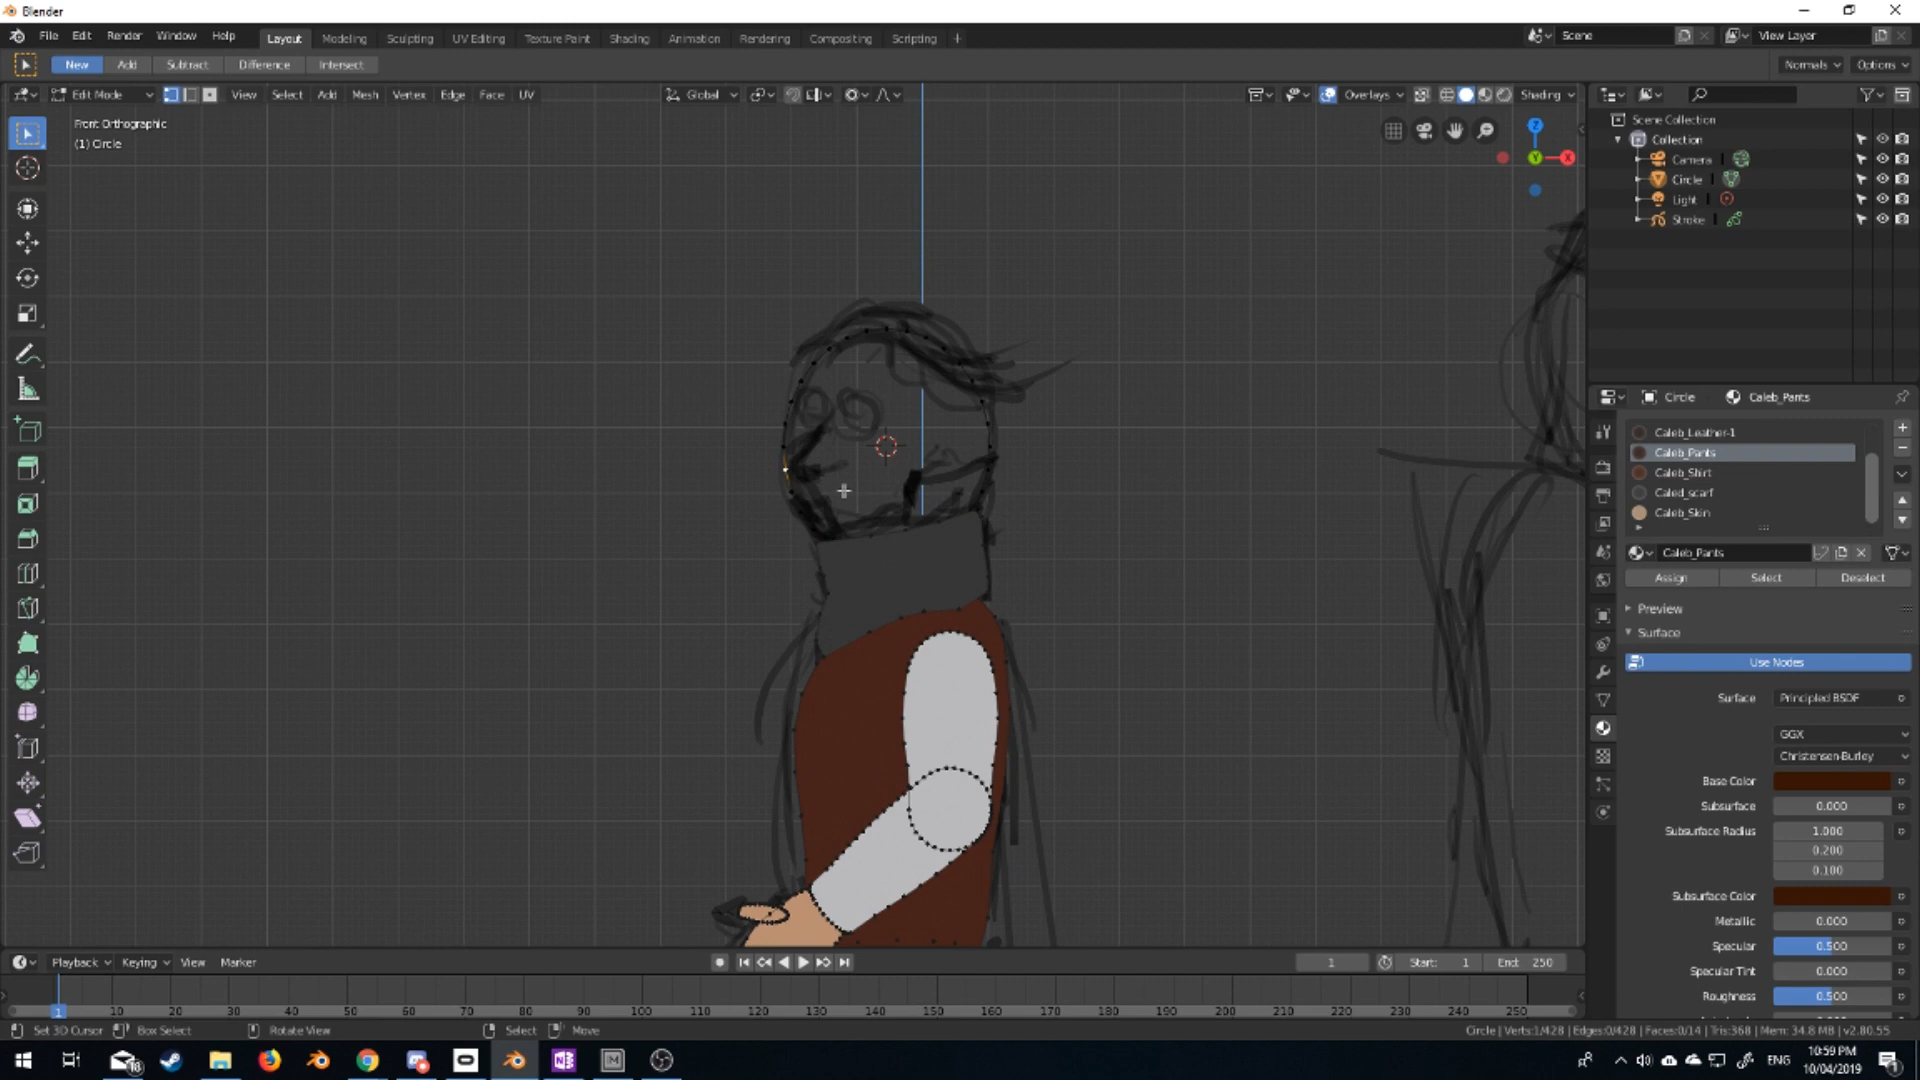 Blender
File Edit Render Window Help
Layout Modeling Sculpting UV Editing Texture Paint Shading Animation Rendering Compositing Scripting +
Scene
View Layer
New Add Subtract Difference Intersect
Normals Options
Edit Mode View Select Add Mesh Vertex Edge Face UV
Global
Overlays
Shading
Front Orthographic
(1) Circle
Z
Y
X
Scene Collection
Collection
Camera
Circle
Light
Stroke
Circle Caleb_Pants
Caleb_Leather-1
Caleb_Pants
Caleb_Shirt
Caled_scarf
Caleb_Skin
Caleb_Pants
Assign Select Deselect
Preview
Surface
Use Nodes
Surface Principled BSDF
GGX
Christensen-Burley
Base Color
Subsurface 0.000
Subsurface Radius 1.000
0.200
0.100
Subsurface Color
Metallic 0.000
Specular 0.500
Specular Tint 0.000
Roughness 0.500
Playback Keying View Marker
1
Start: 1 End: 250
1 10 20 30 40 50 60 70 80 90 100 110 120 130 140 150 160 170 180 190 200 210 220 230 240 250
Set 3D Cursor Box Select Rotate View Select Move
Circle | Verts:1/428 | Edges:0/428 | Faces:0/14 | Tris:368 | Mem: 34.8 MB | v2.80.55
18
ENG
10:59 PM
10/04/2019